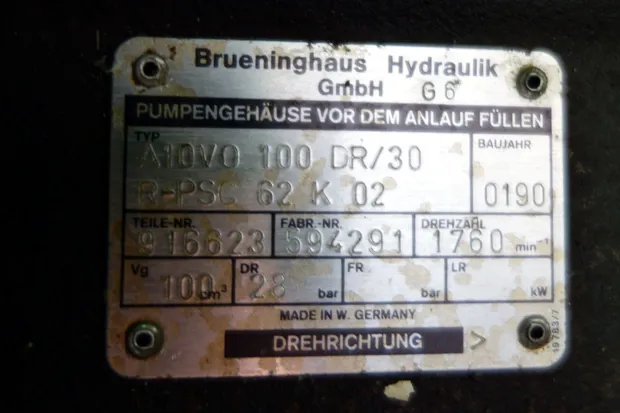 Brueninghaus Hydraulik
GmbH G6
PUMPENGEHÄUSE VOR DEM ANLAUF FÜLLEN
TYP BAUJAHR
A10VO 100 DR/30
R-PSC 62 K 02 0190
TEILE-NR. FABR.-NR. DREHZAHL
916623 594291 1760 min⁻¹
Vg DR FR LR
100 cm³ 28 bar bar kW
MADE IN W. GERMANY
DREHRICHTUNG >